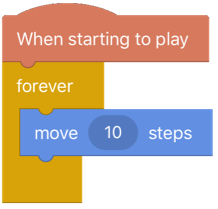 When starting to play
forever
move 10 steps